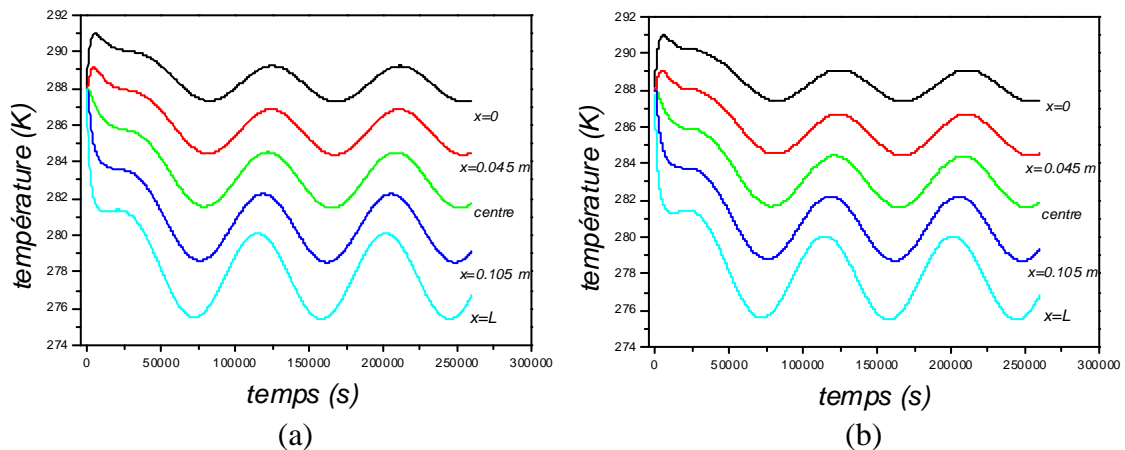 292
290
288
286
284
282
280
278
276
274
température (K)
x=0
x=0.045 m
centre
x=0.105 m
x=L
0 50000 100000 150000 200000 250000 300000
temps (s)
(a)
292
290
288
286
284
282
280
278
276
274
température (K)
x=0
x=0.045 m
centre
x=0.105 m
x=L
0 50000 100000 150000 200000 250000 300000
temps (s)
(b)